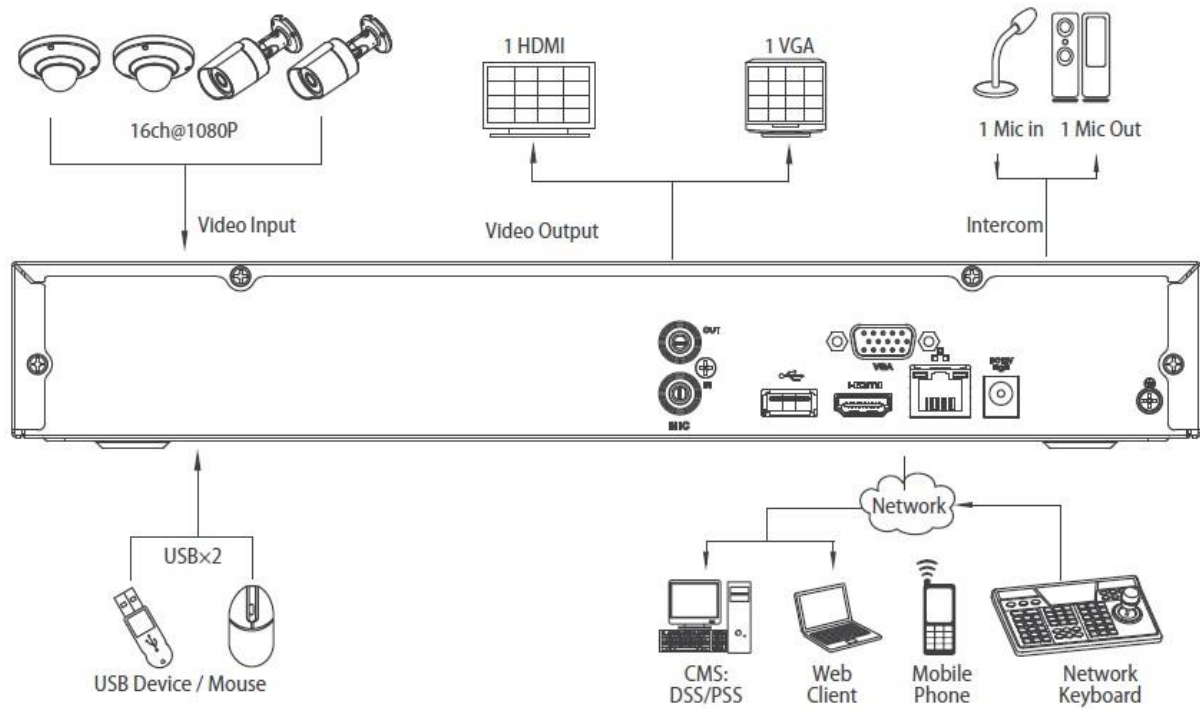 1 HDMI
1 VGA
16ch@1080P
1 Mic in
1 Mic Out
Video Input
Video Output
Intercom
OUT
VGA
IN
HDMI
MIC
Network
USB×2
USB Device / Mouse
CMS:
DSS/PSS
Web
Client
Mobile
Phone
Network
Keyboard